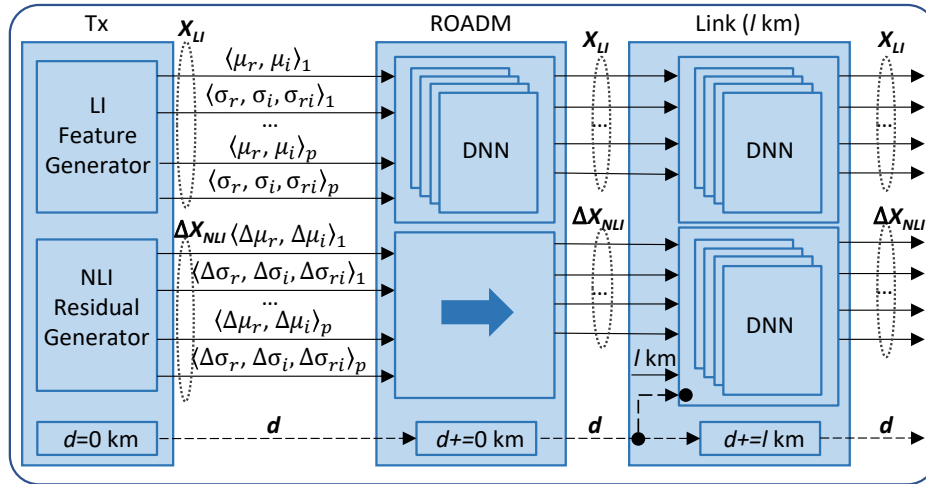 Tx
ROADM
Link (l km)
X_LI
X_LI
X_LI
LI
Feature
Generator
⟨μ_r, μ_i⟩_1
⟨σ_r, σ_i, σ_ri⟩_1
...
⟨μ_r, μ_i⟩_p
⟨σ_r, σ_i, σ_ri⟩_p
DNN
...
DNN
...
ΔX_NLI
ΔX_NLI
ΔX_NLI
NLI
Residual
Generator
⟨Δμ_r, Δμ_i⟩_1
⟨Δσ_r, Δσ_i, Δσ_ri⟩_1
...
⟨Δμ_r, Δμ_i⟩_p
⟨Δσ_r, Δσ_i, Δσ_ri⟩_p
...
l km
DNN
...
d=0 km
d
d+=0 km
d
d+=l km
d